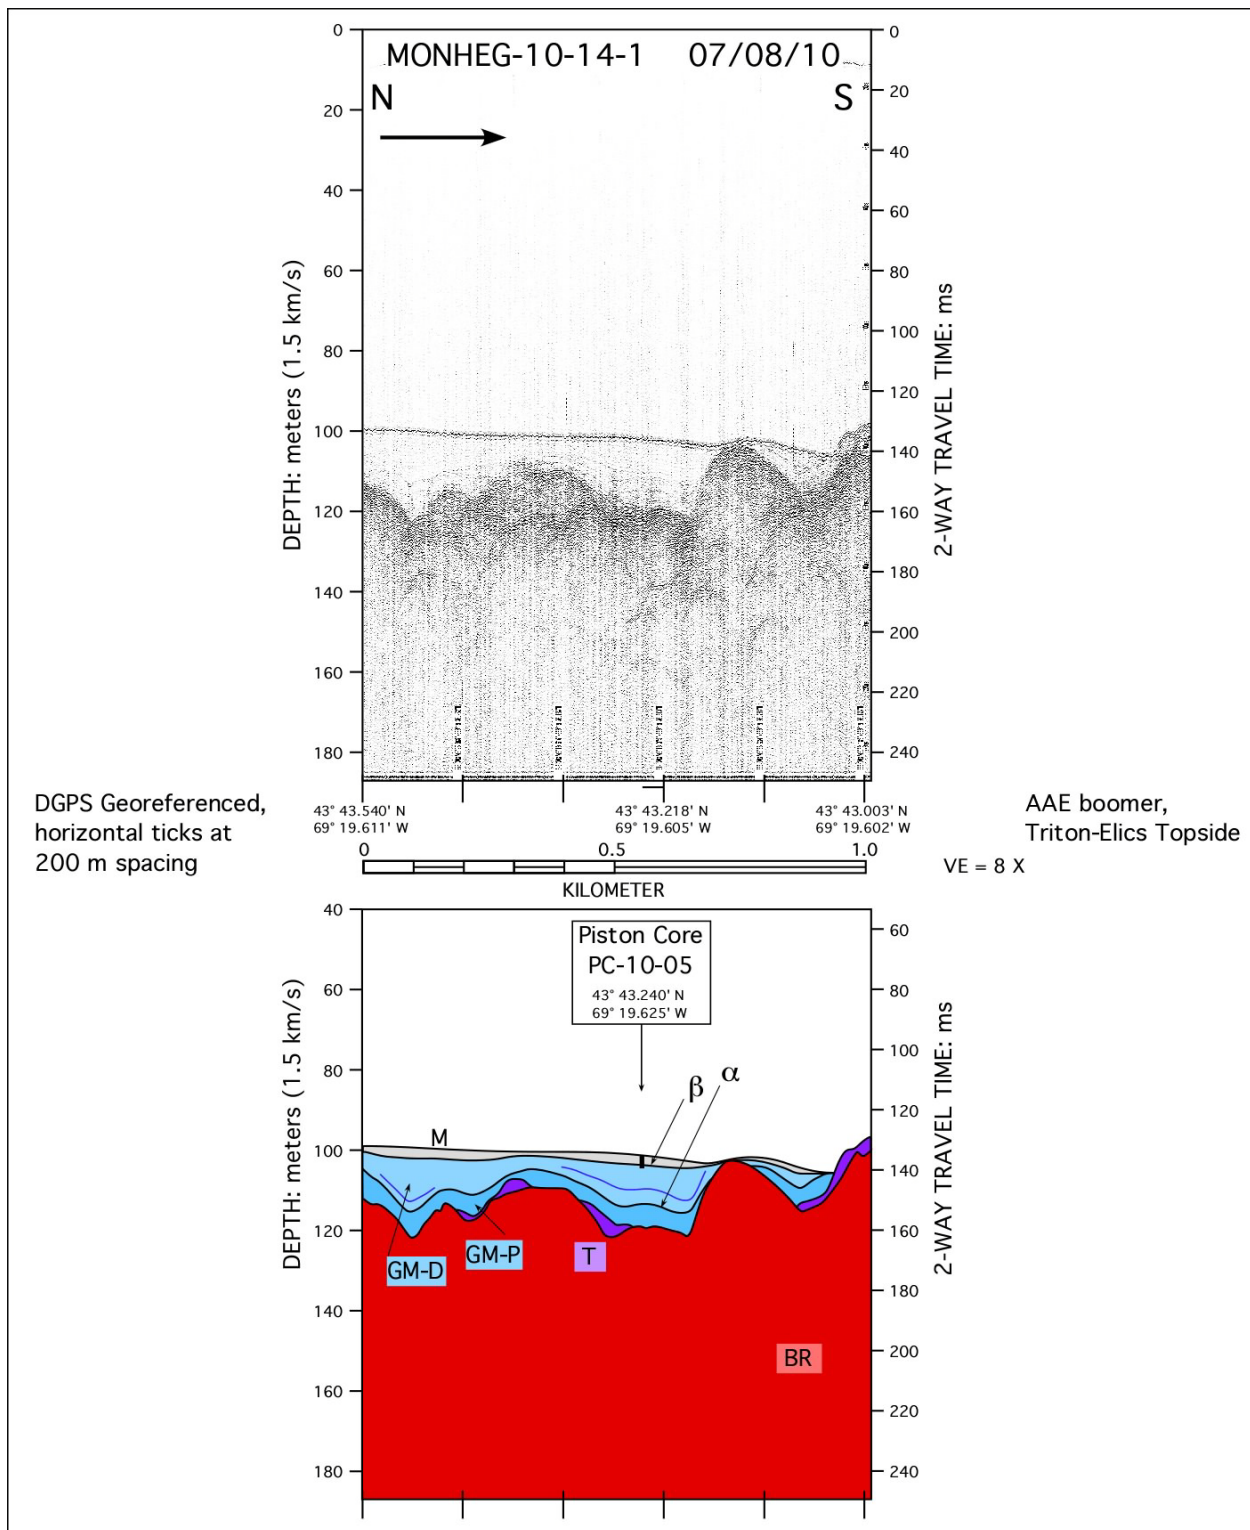 MONHEG-10-14-1 07/08/10
N S
0
20
40
60
80
100
120
140
160
180
DEPTH: meters (1.5 km/s)
0
20
40
60
80
100
120
140
160
180
200
220
240
2-WAY TRAVEL TIME: ms
DGPS Georeferenced,
horizontal ticks at
200 m spacing
43° 43.540' N
69° 19.611' W
43° 43.218' N
69° 19.605' W
43° 43.003' N
69° 19.602' W
AAE boomer,
Triton-Elics Topside
0 0.5 1.0
KILOMETER
VE = 8 X
40
60
80
100
120
140
160
180
DEPTH: meters (1.5 km/s)
Piston Core
PC-10-05
43° 43.240' N
69° 19.625' W
β α
M
GM-D
GM-P
T
BR
60
80
100
120
140
160
180
200
220
240
2-WAY TRAVEL TIME: ms